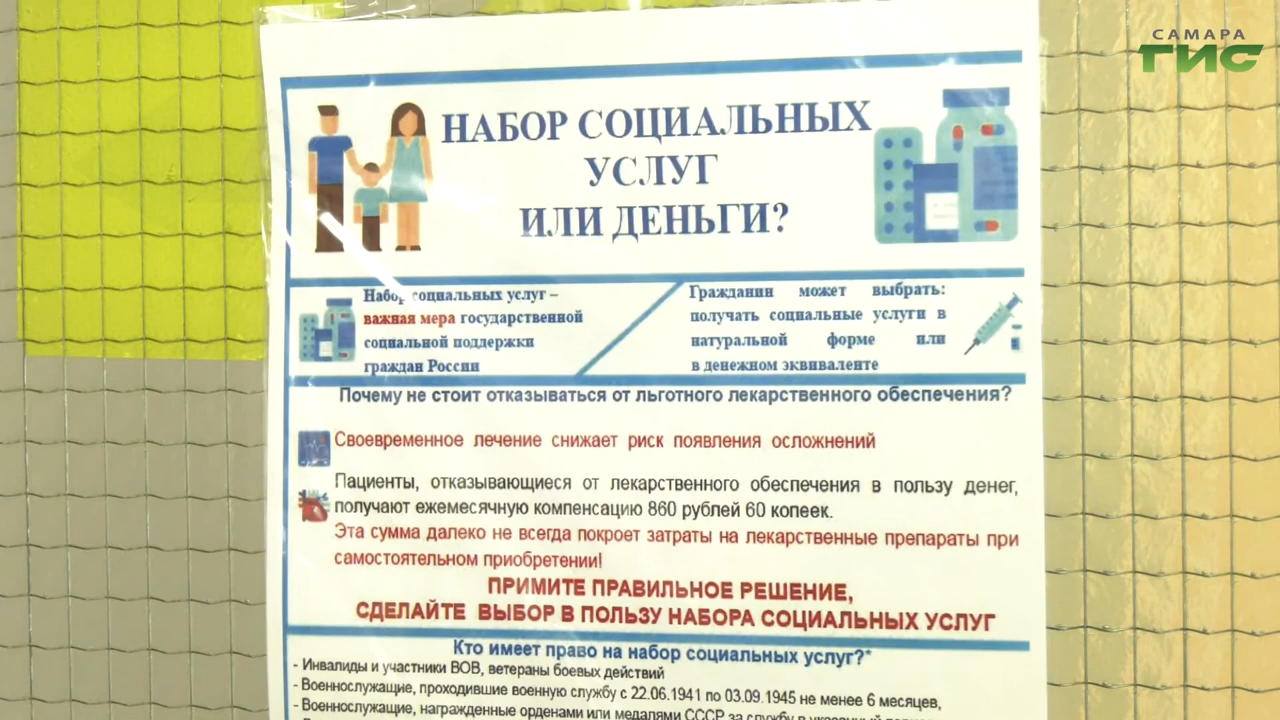 САМАРА
ГИС
НАБОР СОЦИАЛЬНЫХ
УСЛУГ
ИЛИ ДЕНЬГИ?
Набор социальных услуг –
важная мера государственной
социальной поддержки
граждан России
Гражданин может выбрать:
получать социальные услуги в
натуральной форме или
в денежном эквиваленте
Почему не стоит отказываться от льготного лекарственного обеспечения?
Своевременное лечение снижает риск появления осложнений
Пациенты, отказывающиеся от лекарственного обеспечения в пользу денег,
получают ежемесячную компенсацию 860 рублей 60 копеек.
Эта сумма далеко не всегда покроет затраты на лекарственные препараты при
самостоятельном приобретении!
ПРИМИТЕ ПРАВИЛЬНОЕ РЕШЕНИЕ,
СДЕЛАЙТЕ ВЫБОР В ПОЛЬЗУ НАБОРА СОЦИАЛЬНЫХ УСЛУГ
Кто имеет право на набор социальных услуг?*
- Инвалиды и участники ВОВ, ветераны боевых действий
- Военнослужащие, проходившие военную службу с 22.06.1941 по 03.09.1945 не менее 6 месяцев,
- Военнослужащие, награжденные орденами или медалями СССР за службу в указанный